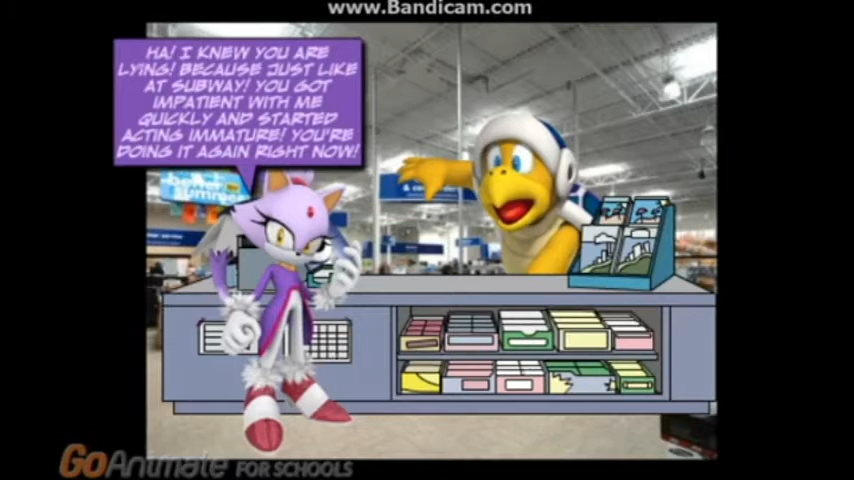 www.Bandicam.com
HA! I KNEW YOU ARE
LYING! BECAUSE JUST LIKE
AT SUBWAY! YOU GOT
IMPATIENT WITH ME
QUICKLY AND STARTED
ACTING IMMATURE! YOU'RE
DOING IT AGAIN RIGHT NOW!
GoAnimate FOR SCHOOLS